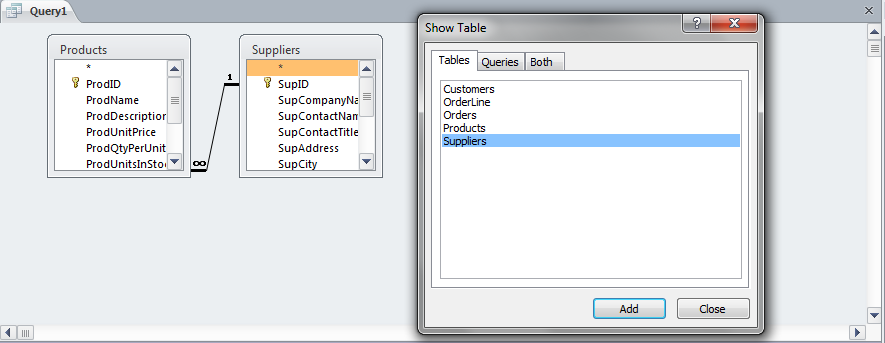 Query1
Products
*
ProdID
ProdName
ProdDescription
ProdUnitPrice
ProdQtyPerUnit
ProdUnitsInStoc
1
∞
Suppliers
*
SupID
SupCompanyNa
SupContactNam
SupContactTitle
SupAddress
SupCity
Show Table
?
Tables Queries Both
Customers
OrderLine
Orders
Products
Suppliers
Add Close